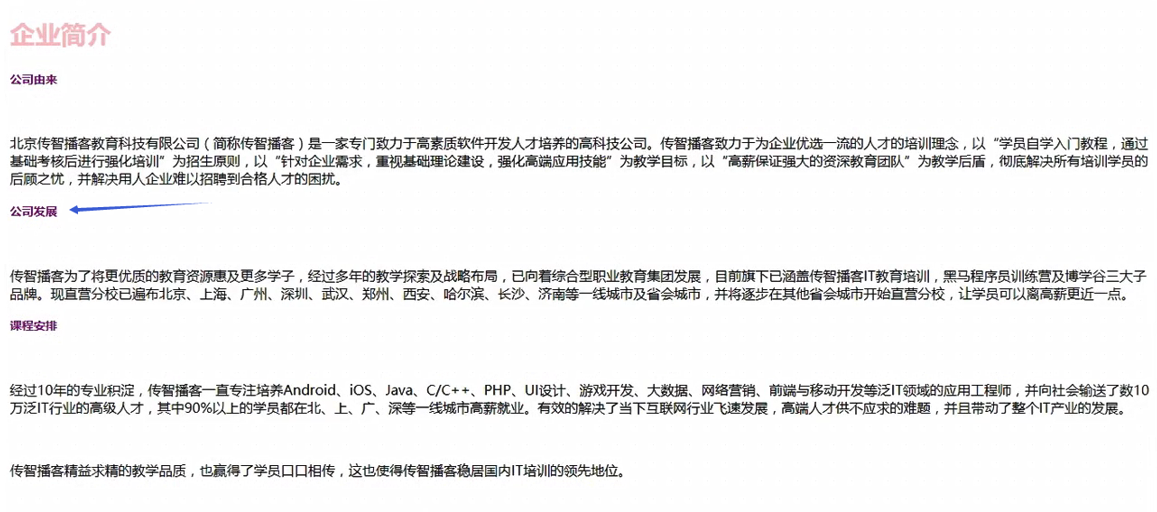 企业简介
公司由来
北京传智播客教育科技有限公司（简称传智播客）是一家专门致力于高素质软件开发人才培养的高科技公司。传智播客致力于为企业优选一流的人才的培训理念，以“学员自学入门教程，通过
基础考核后进行强化培训”为招生原则，以“针对企业需求，重视基础理论建设，强化高端应用技能”为教学目标，以“高薪保证强大的资深教育团队”为教学后盾，彻底解决所有培训学员的
后顾之忧，并解决用人企业难以招聘到合格人才的困扰。
公司发展
传智播客为了将更优质的教育资源惠及更多学子，经过多年的教学探索及战略布局，已向着综合型职业教育集团发展，目前旗下已涵盖传智播客IT教育培训，黑马程序员训练营及博学谷三大子
品牌。现直营分校已遍布北京、上海、广州、深圳、武汉、郑州、西安、哈尔滨、长沙、济南等一线城市及省会城市，并将逐步在其他省会城市开始直营分校，让学员可以离高薪更近一点。
课程安排
经过10年的专业积淀，传智播客一直专注培养Android、iOS、Java、C/C++、PHP、UI设计、游戏开发、大数据、网络营销、前端与移动开发等泛IT领域的应用工程师，并向社会输送了数10
万泛IT行业的高级人才，其中90%以上的学员都在北、上、广、深等一线城市高薪就业。有效的解决了当下互联网行业飞速发展，高端人才供不应求的难题，并且带动了整个IT产业的发展。
传智播客精益求精的教学品质，也赢得了学员口口相传，这也使得传智播客稳居国内IT培训的领先地位。